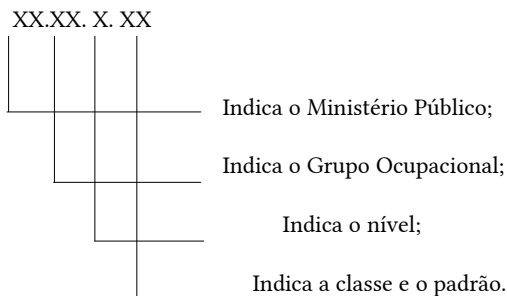 XX.XX. X. XX
Indica o Ministério Público;
Indica o Grupo Ocupacional;
Indica o nível;
Indica a classe e o padrão.